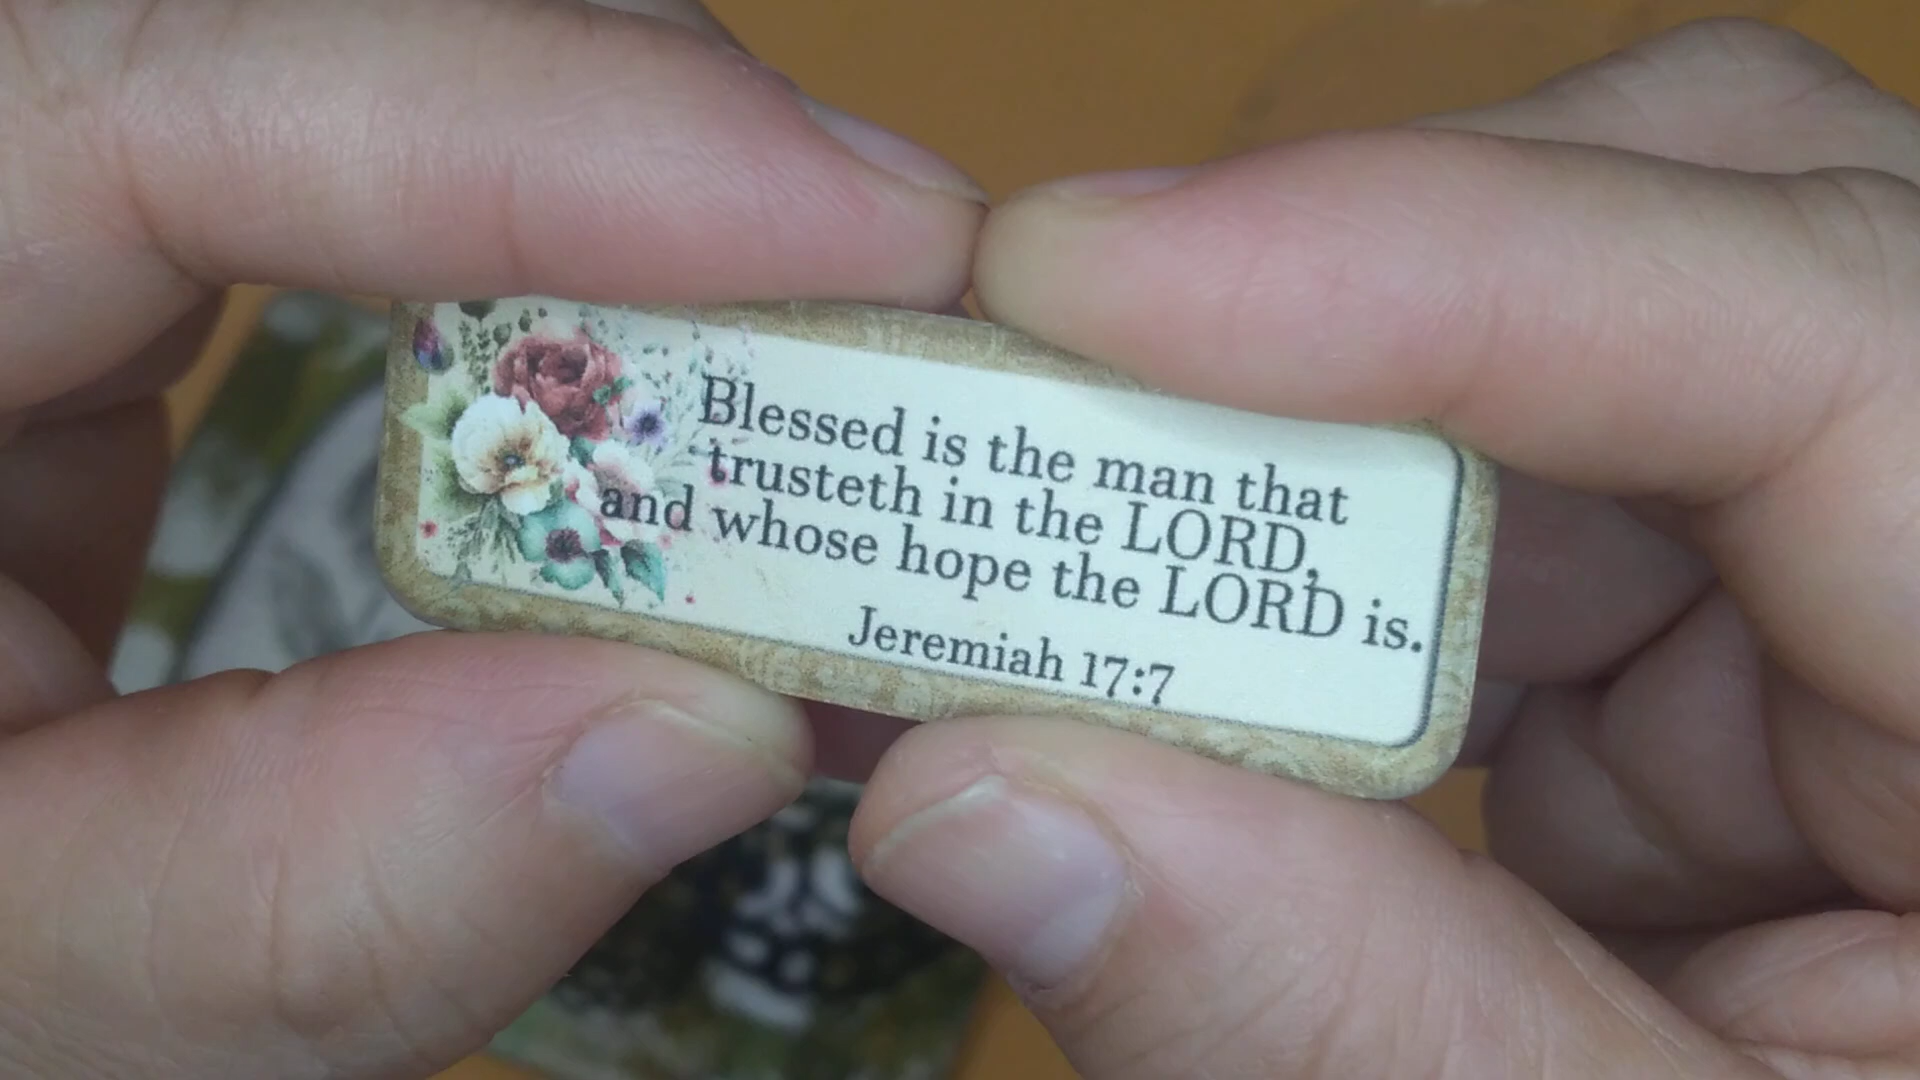 Blessed is the man that
trusteth in the LORD,
and whose hope the LORD is.
Jeremiah 17:7